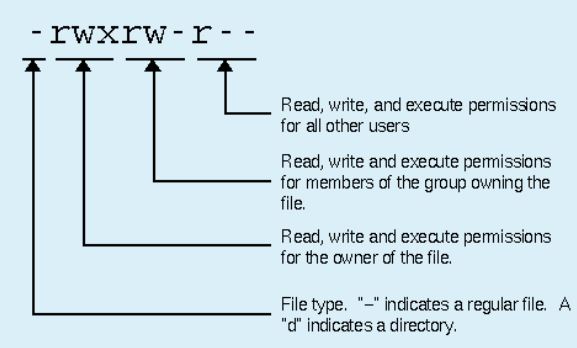 -rwxrw-r--
Read, write, and execute permissions
for all other users
Read, write and execute permissions
for members of the group owning the
file.
Read, write and execute permissions
for the owner of the file.
File type. "-" indicates a regular file. A
"d" indicates a directory.